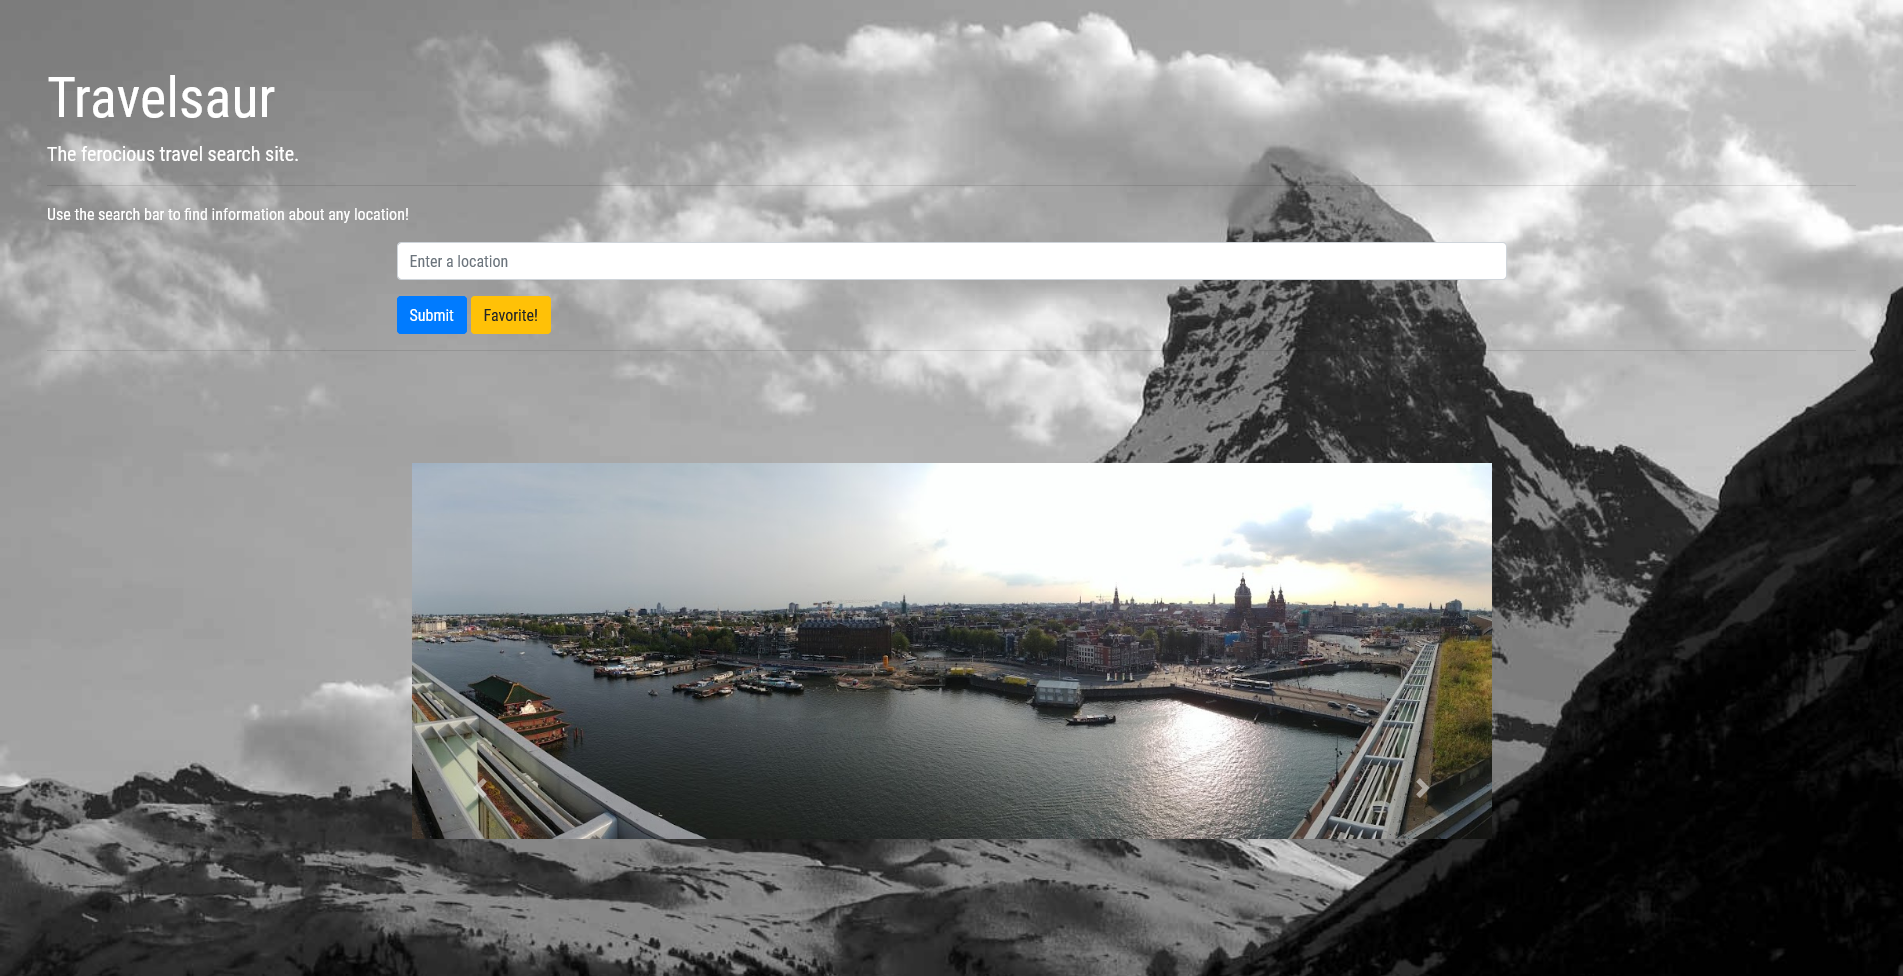 Travelsaur
The ferocious travel search site.
Use the search bar to find information about any location!
Enter a location
Submit
Favorite!